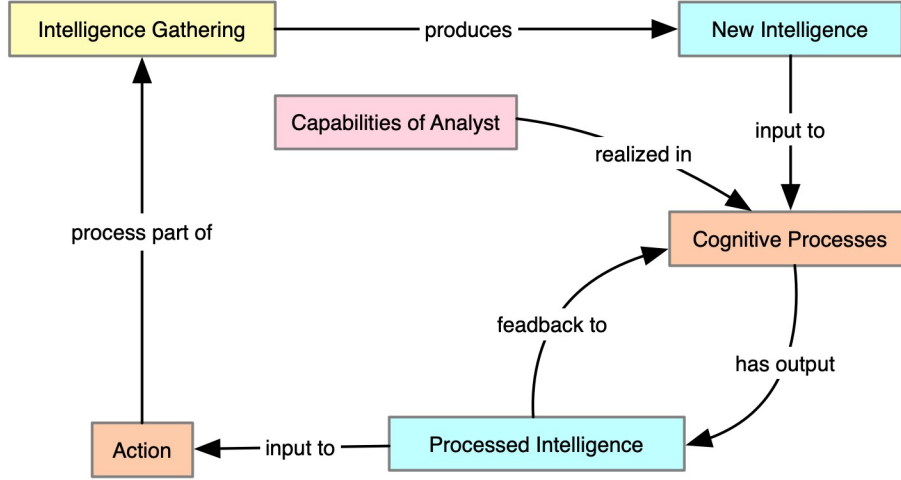 Intelligence Gathering
produces
New Intelligence
Capabilities of Analyst
input to
realized in
process part of
Cognitive Processes
feadback to
has output
Action
input to
Processed Intelligence